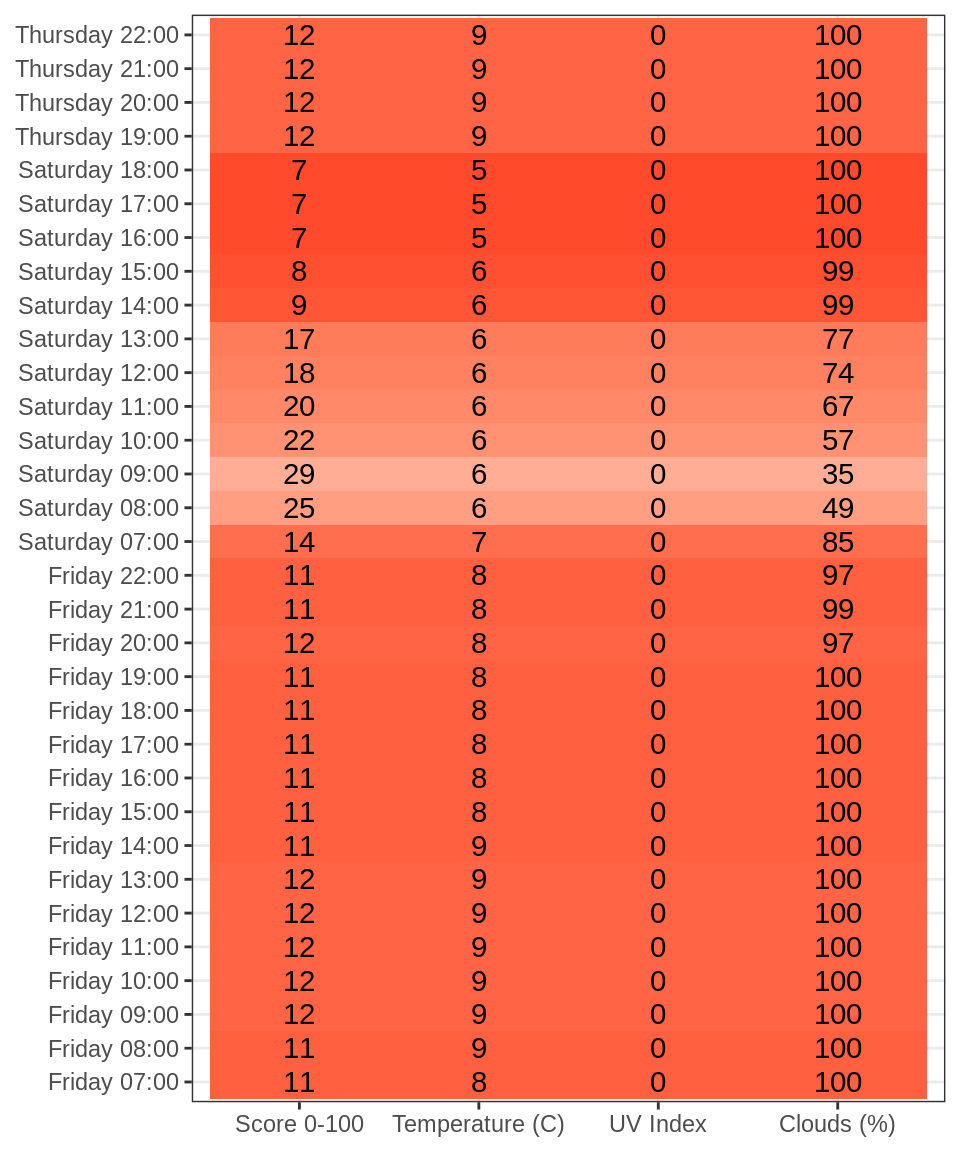 Thursday 22:00 12 9 0 100
Thursday 21:00 12 9 0 100
Thursday 20:00 12 9 0 100
Thursday 19:00 12 9 0 100
Saturday 18:00 7 5 0 100
Saturday 17:00 7 5 0 100
Saturday 16:00 7 5 0 100
Saturday 15:00 8 6 0 99
Saturday 14:00 9 6 0 99
Saturday 13:00 17 6 0 77
Saturday 12:00 18 6 0 74
Saturday 11:00 20 6 0 67
Saturday 10:00 22 6 0 57
Saturday 09:00 29 6 0 35
Saturday 08:00 25 6 0 49
Saturday 07:00 14 7 0 85
Friday 22:00 11 8 0 97
Friday 21:00 11 8 0 99
Friday 20:00 12 8 0 97
Friday 19:00 11 8 0 100
Friday 18:00 11 8 0 100
Friday 17:00 11 8 0 100
Friday 16:00 11 8 0 100
Friday 15:00 11 8 0 100
Friday 14:00 11 9 0 100
Friday 13:00 12 9 0 100
Friday 12:00 12 9 0 100
Friday 11:00 12 9 0 100
Friday 10:00 12 9 0 100
Friday 09:00 12 9 0 100
Friday 08:00 11 9 0 100
Friday 07:00 11 8 0 100
Score 0-100 Temperature (C) UV Index Clouds (%)